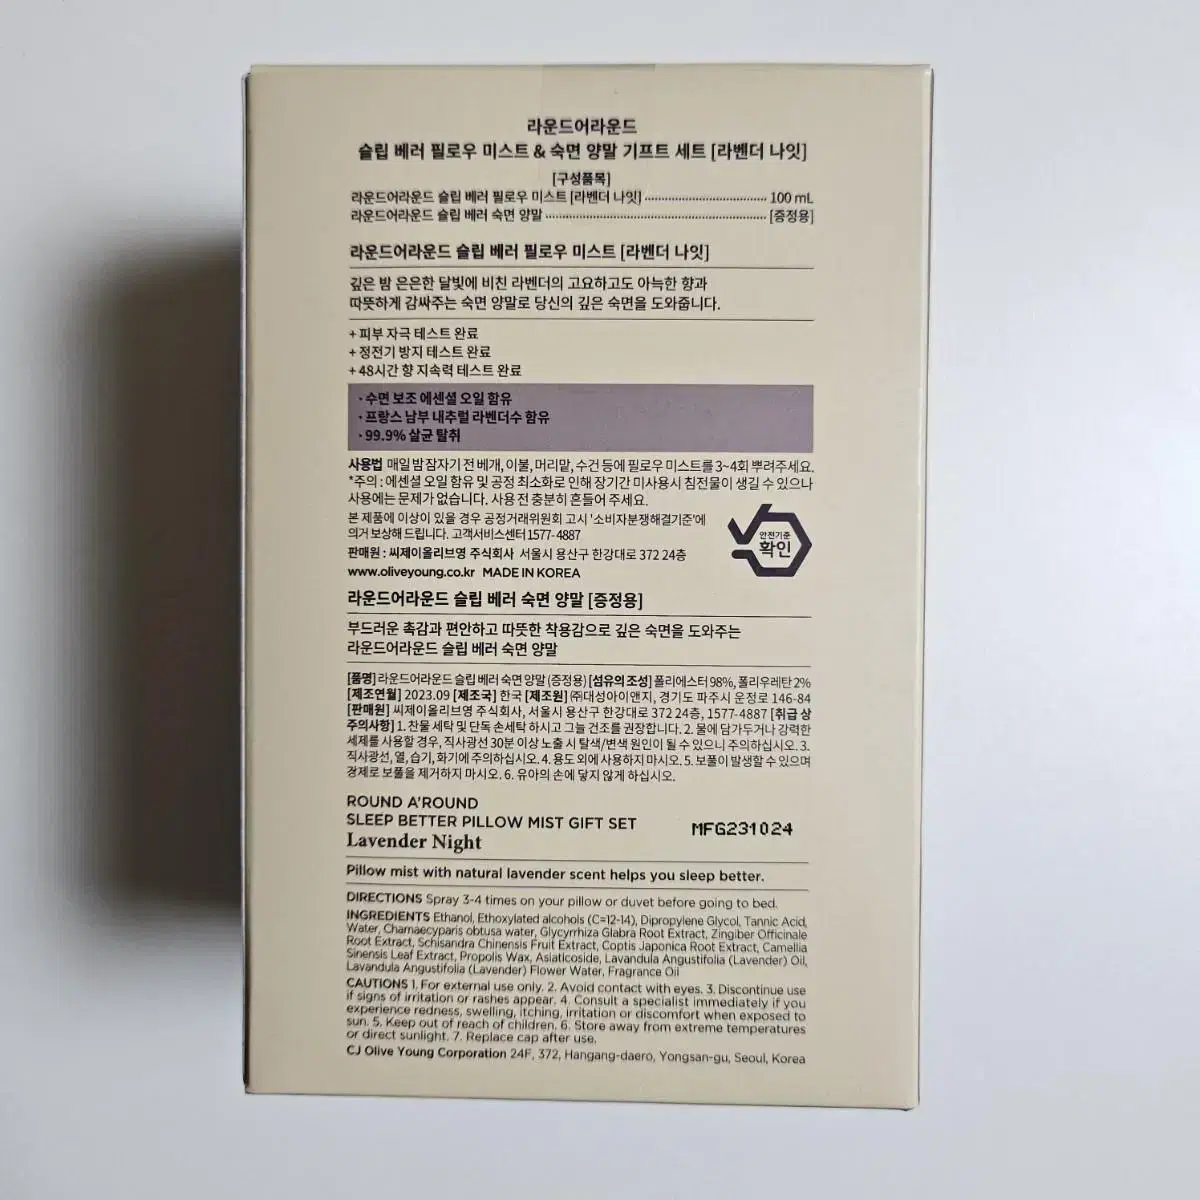 라운드어라운드
슬립 베러 필로우 미스트 & 숙면 양말 기프트 세트 [라벤더 나잇]
[구성품목]
라운드어라운드 슬립 베러 필로우 미스트 [라벤더 나잇] 100 mL
라운드어라운드 슬립 베러 숙면 양말 [증정용]
라운드어라운드 슬립 베러 필로우 미스트 [라벤더 나잇]
깊은 밤 은은한 달빛에 비친 라벤더의 고요하고도 아늑한 향과
따뜻하게 감싸주는 숙면 양말로 당신의 깊은 숙면을 도와줍니다.
+ 피부 자극 테스트 완료
+ 정전기 방지 테스트 완료
+ 48시간 향 지속력 테스트 완료
· 수면 보조 에센셜 오일 함유
· 프랑스 남부 내추럴 라벤더수 함유
· 99.9% 살균 탈취
사용법 매일 밤 잠자기 전 베개, 이불, 머리맡, 수건 등에 필로우 미스트를 3~4회 뿌려주세요.
*주의 : 에센셜 오일 함유 및 공정 최소화로 인해 장기간 미사용시 침전물이 생길 수 있으나
사용에는 문제가 없습니다. 사용 전 충분히 흔들어 주세요.
본 제품에 이상이 있을 경우 공정거래위원회 고시 '소비자분쟁해결기준'에
의거 보상해 드립니다. 고객서비스센터 1577-4887
판매원 : 씨제이올리브영 주식회사 서울시 용산구 한강대로 372 24층
www.oliveyoung.co.kr MADE IN KOREA
안전기준
확인
라운드어라운드 슬립 베러 숙면 양말 [증정용]
부드러운 촉감과 편안하고 따뜻한 착용감으로 깊은 숙면을 도와주는
라운드어라운드 슬립 베러 숙면 양말
[품명] 라운드어라운드 슬립 베러 숙면 양말 (증정용) [섬유의 조성] 폴리에스터 98%, 폴리우레탄 2%
[제조연월] 2023.09 [제조국] 한국 [제조원] ㈜대성아이앤지, 경기도 파주시 운정로 146-84
[판매원] 씨제이올리브영 주식회사, 서울시 용산구 한강대로 372 24층, 1577-4887 [취급 상
주의사항] 1. 찬물 세탁 및 단독 손세탁 하시고 그늘 건조를 권장합니다. 2. 물에 담가두거나 강력한
세제를 사용할 경우, 직사광선 30분 이상 노출 시 탈색/변색 원인이 될 수 있으니 주의하십시오. 3.
직사광선, 열, 습기, 화기에 주의하십시오. 4. 용도 외에 사용하지 마시오. 5. 보풀이 발생할 수 있으며
강제로 보풀을 제거하지 마시오. 6. 유아의 손에 닿지 않게 하십시오.
ROUND A'ROUND
SLEEP BETTER PILLOW MIST GIFT SET
Lavender Night
MFG231024
Pillow mist with natural lavender scent helps you sleep better.
DIRECTIONS Spray 3-4 times on your pillow or duvet before going to bed.
INGREDIENTS Ethanol, Ethoxylated alcohols (C=12-14), Dipropylene Glycol, Tannic Acid,
Water, Chamaecyparis obtusa water, Glycyrrhiza Glabra Root Extract, Zingiber Officinale
Root Extract, Schisandra Chinensis Fruit Extract, Coptis Japonica Root Extract, Camellia
Sinensis Leaf Extract, Propolis Wax, Asiaticoside, Lavandula Angustifolia (Lavender) Oil,
Lavandula Angustifolia (Lavender) Flower Water, Fragrance Oil
CAUTIONS 1. For external use only. 2. Avoid contact with eyes. 3. Discontinue use
if signs of irritation or rashes appear. 4. Consult a specialist immediately if you
experience redness, swelling, itching, irritation or discomfort when exposed to
sun. 5. Keep out of reach of children. 6. Store away from extreme temperatures
or direct sunlight. 7. Replace cap after use.
CJ Olive Young Corporation 24F, 372, Hangang-daero, Yongsan-gu, Seoul, Korea